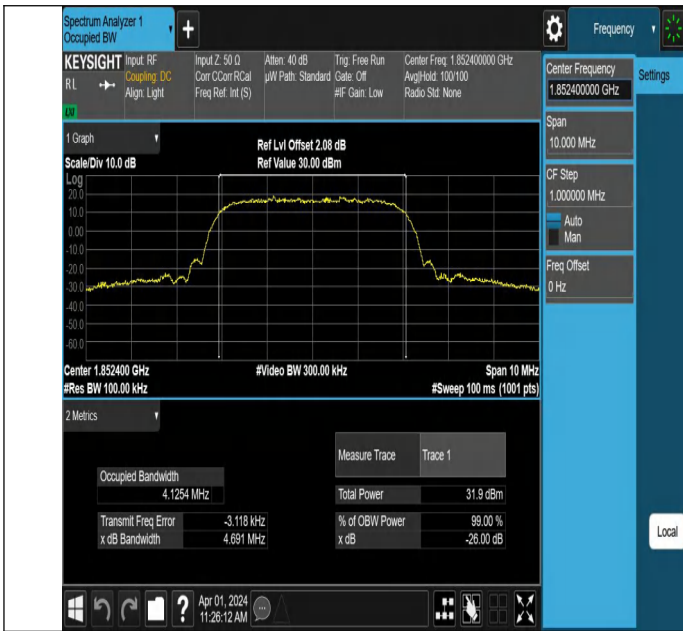 Spectrum Analyzer 1
Occupied BW
+
Frequency
KEYSIGHT
Input: RF
Input Z: 50 Ω
Atten: 40 dB
Trig: Free Run
Center Freq: 1.852400000 GHz
RL
Coupling: DC
Corr CCorr RCal
µW Path: Standard
Gate: Off
Avg|Hold: 100/100
Align: Light
Freq Ref: Int (S)
#IF Gain: Low
Radio Std: None
Center Frequency
1.852400000 GHz
Settings
Span
10.000 MHz
CF Step
1.000000 MHz
Auto
Man
Freq Offset
0 Hz
Local
1 Graph
Ref Lvl Offset 2.08 dB
Scale/Div 10.0 dB
Ref Value 30.00 dBm
Log
20.0
10.0
0.00
-10.0
-20.0
-30.0
-40.0
-50.0
-60.0
Center 1.852400 GHz
#Video BW 300.00 kHz
Span 10 MHz
#Res BW 100.00 kHz
#Sweep 100 ms (1001 pts)
2 Metrics
Measure Trace
Trace 1
Occupied Bandwidth
4.1254 MHz
Total Power
31.9 dBm
Transmit Freq Error
-3.118 kHz
% of OBW Power
99.00 %
x dB Bandwidth
4.691 MHz
x dB
-26.00 dB
?
Apr 01, 2024
11:26:12 AM